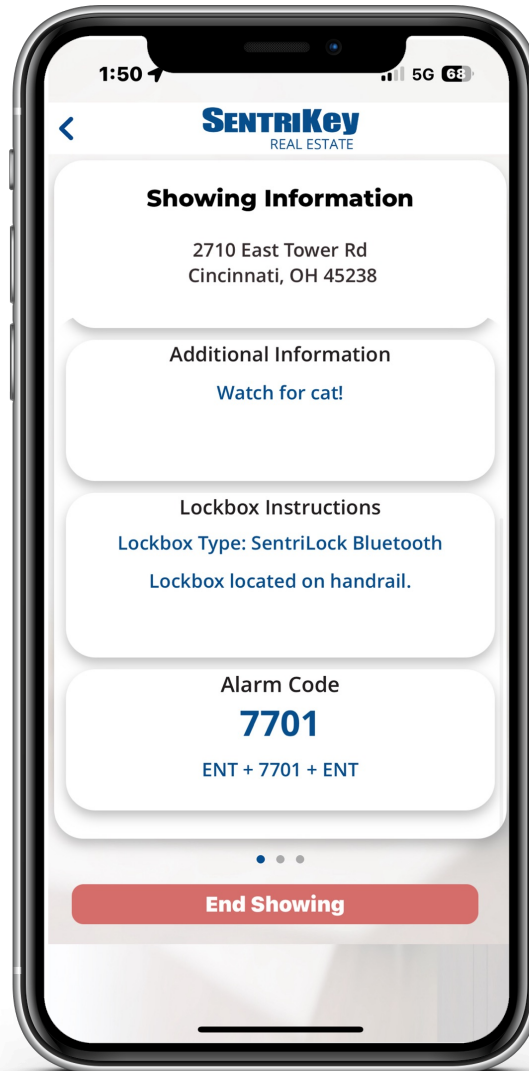 1:50
5G 68
SENTRIKEY
REAL ESTATE
Showing Information
2710 East Tower Rd
Cincinnati, OH 45238
Additional Information
Watch for cat!
Lockbox Instructions
Lockbox Type: SentriLock Bluetooth
Lockbox located on handrail.
Alarm Code
7701
ENT + 7701 + ENT
End Showing